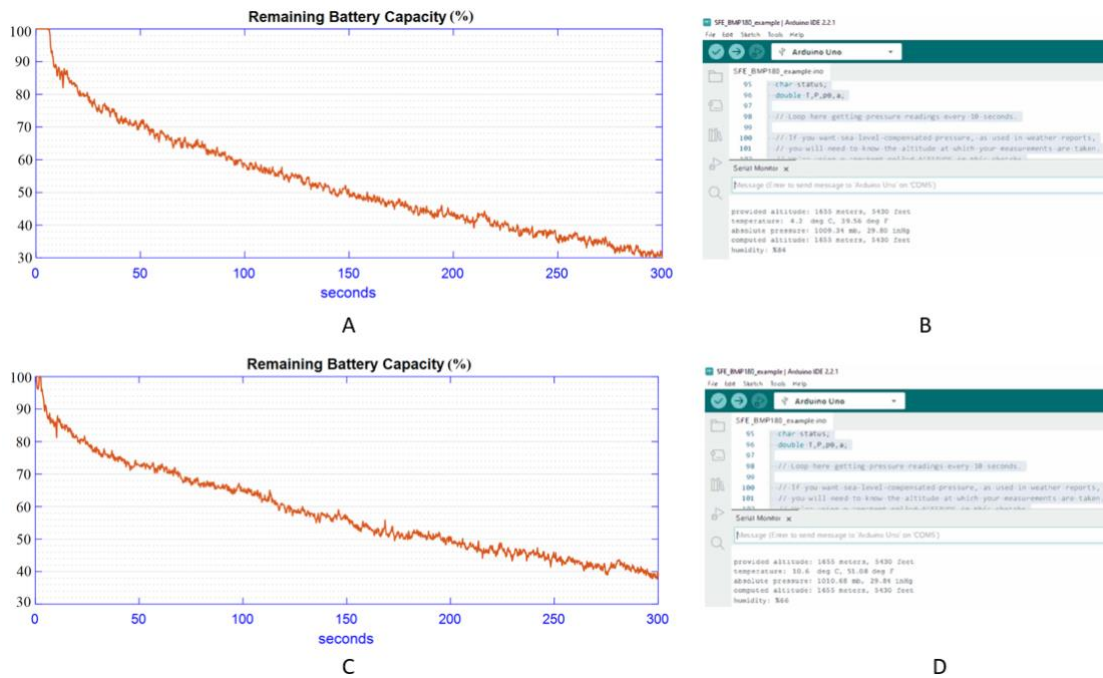 Remaining Battery Capacity (%)
100
90
80
70
60
50
40
30
0 50 100 150 200 250 300
seconds
A
SFE_BMP180_example | Arduino IDE 2.2.1
File Edit Sketch Tools Help
Arduino Uno
SFE_BMP180_example.ino
95 char status;
96 double T,P,p0,a;
97
98 // Loop here getting pressure readings every 10 seconds.
99
100 // If you want sea-level-compensated pressure, as used in weather reports,
101 // you will need to know the altitude at which your measurements are taken.
Serial Monitor x
Message (Enter to send message to 'Arduino Uno' on 'COM5')
provided altitude: 1655 meters, 5430 feet
temperature: 4.2 deg C, 39.56 deg F
absolute pressure: 1009.34 mb, 29.80 inHg
computed altitude: 1655 meters, 5430 feet
humidity: %84
B
Remaining Battery Capacity (%)
100
90
80
70
60
50
40
30
0 50 100 150 200 250 300
seconds
C
SFE_BMP180_example | Arduino IDE 2.2.1
File Edit Sketch Tools Help
Arduino Uno
SFE_BMP180_example.ino
95 char status;
96 double T,P,p0,a;
97
98 // Loop here getting pressure readings every 10 seconds.
99
100 // If you want sea-level-compensated pressure, as used in weather reports,
101 // you will need to know the altitude at which your measurements are taken.
Serial Monitor x
Message (Enter to send message to 'Arduino Uno' on 'COM5')
provided altitude: 1655 meters, 5430 feet
temperature: 10.6 deg C, 51.08 deg F
absolute pressure: 1010.68 mb, 29.84 inHg
computed altitude: 1655 meters, 5430 feet
humidity: %66
D